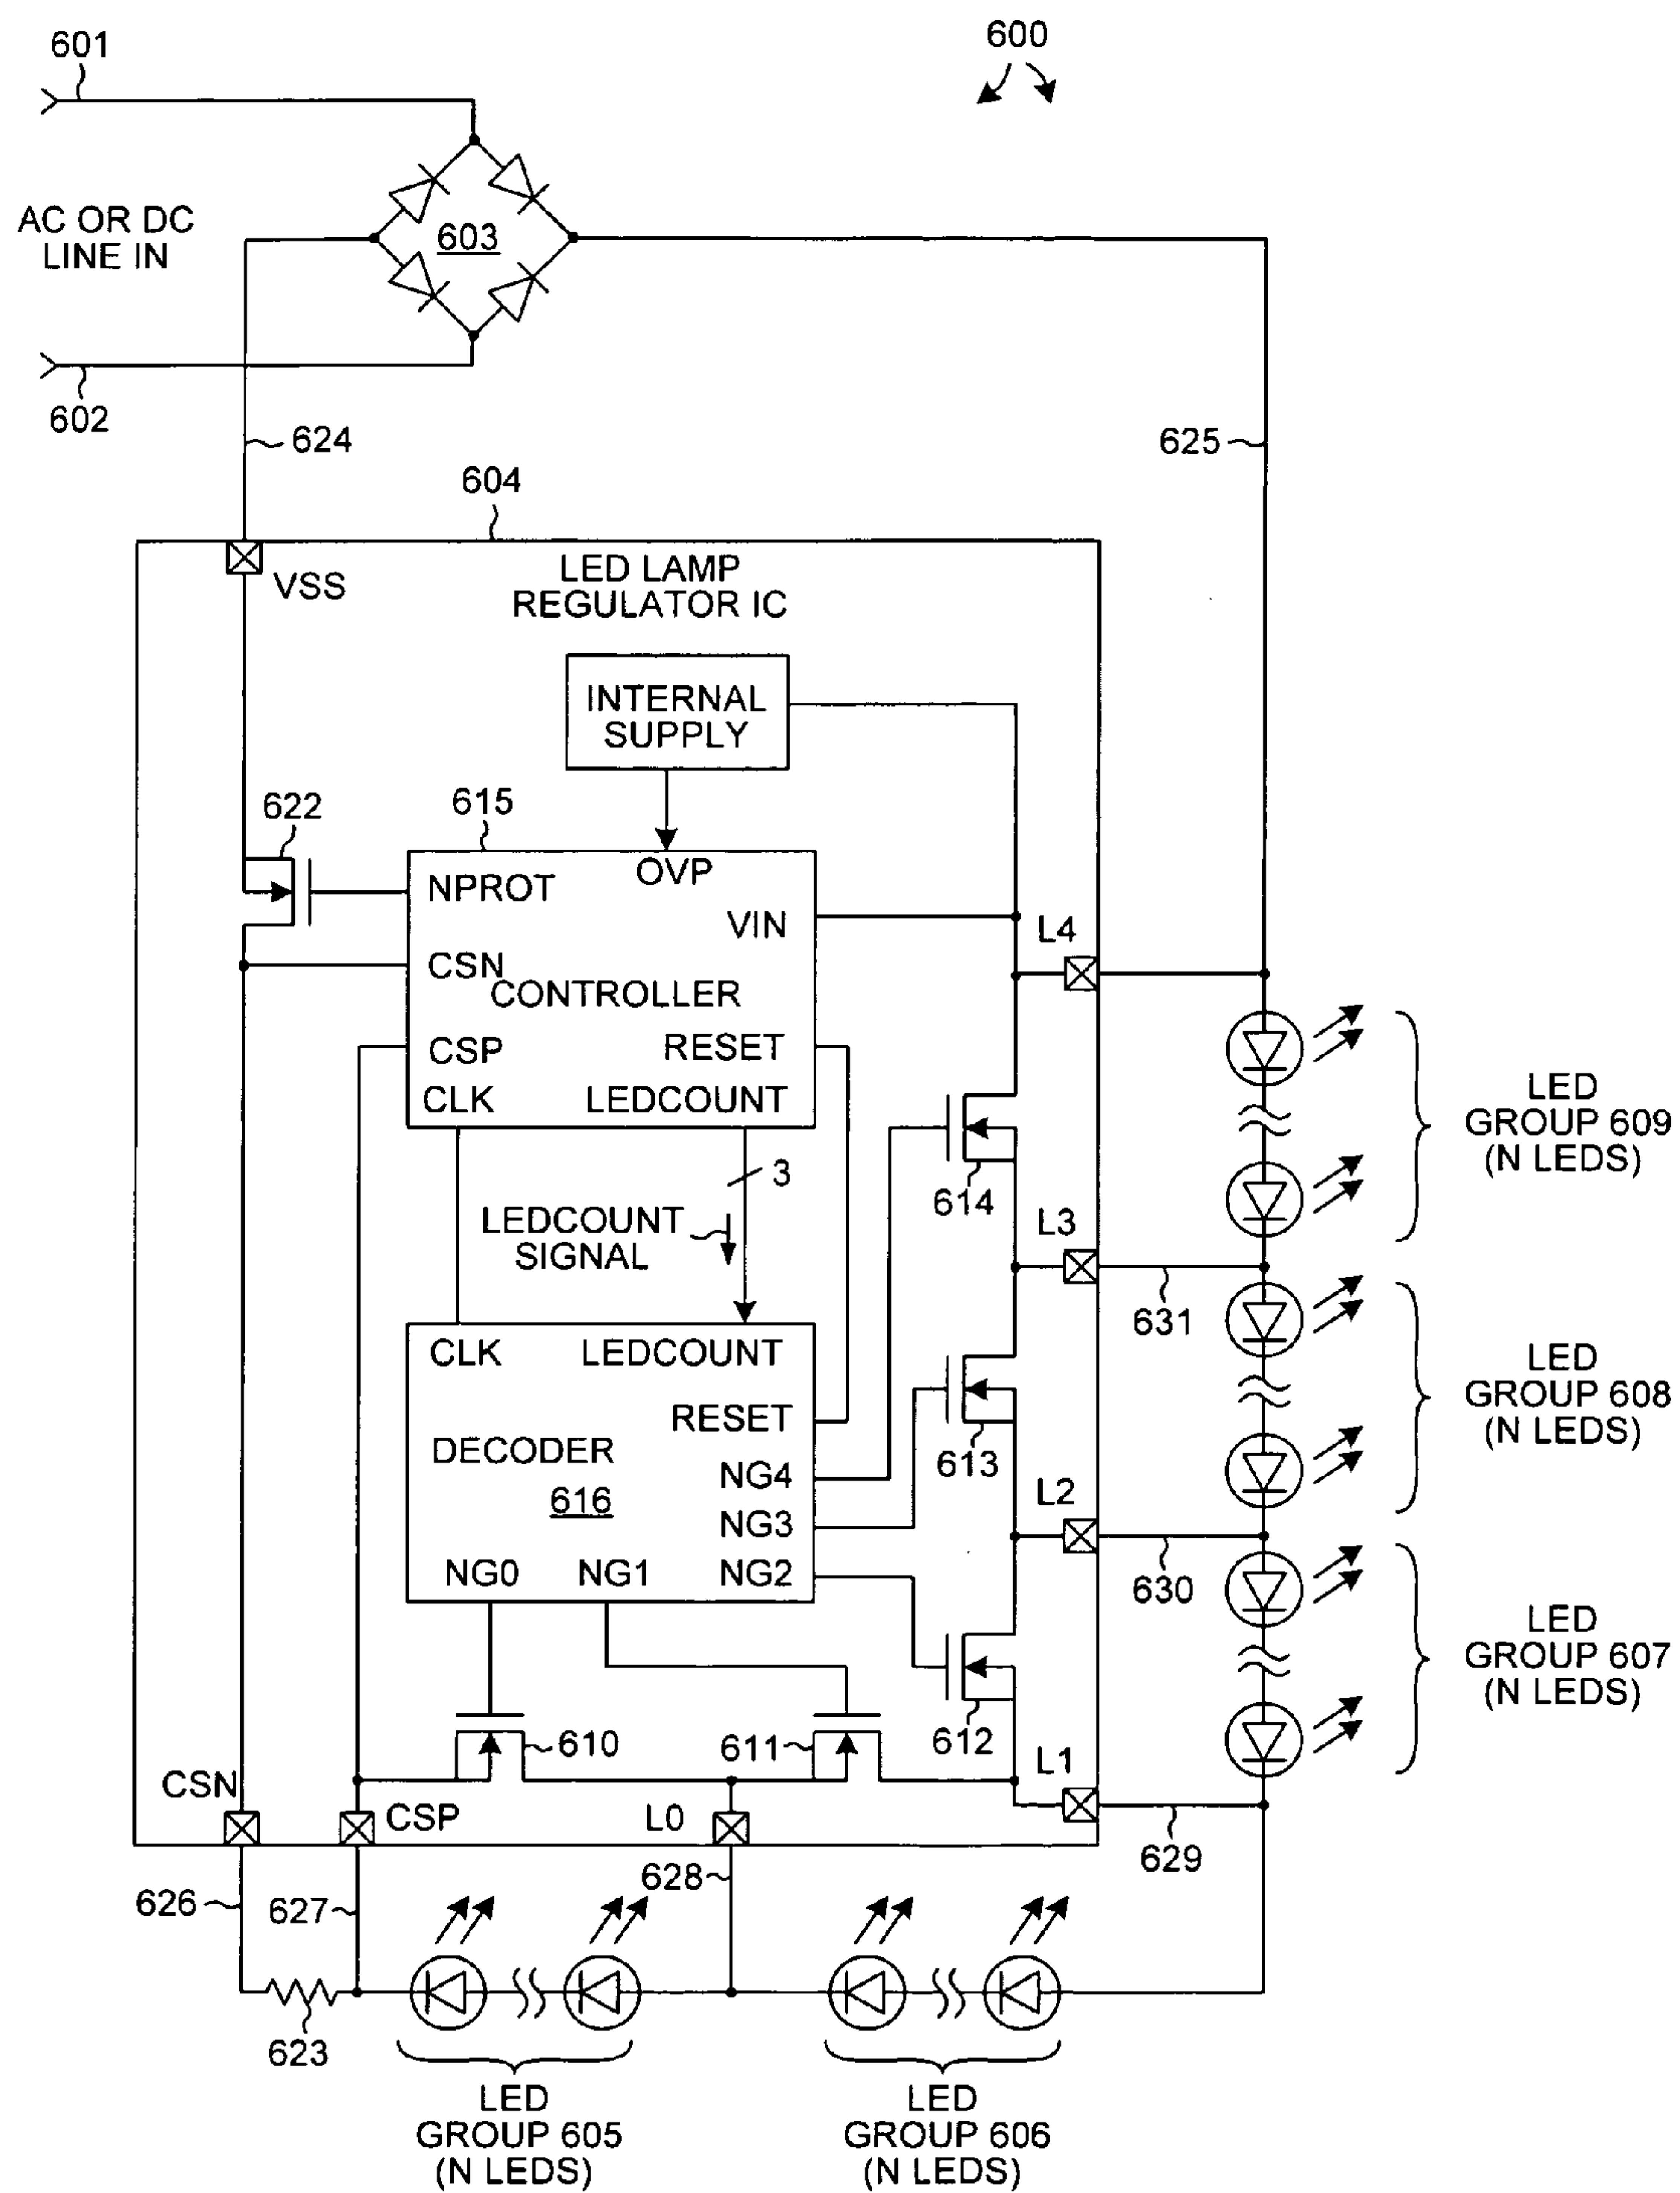 600
601
AC OR DC
LINE IN
603
602
624
625
604
VSS
LED LAMP
REGULATOR IC
INTERNAL
SUPPLY
622
615
NPROT
OVP
VIN
CSN
CONTROLLER
CSP
RESET
CLK
LEDCOUNT
L4
614
3
LEDCOUNT
SIGNAL
L3
631
LED
GROUP 609
(N LEDS)
CLK
LEDCOUNT
RESET
DECODER
616
NG4
NG3
NG2
NG0
NG1
613
L2
630
LED
GROUP 608
(N LEDS)
612
610
611
L1
629
LED
GROUP 607
(N LEDS)
CSN
CSP
L0
626
627
628
623
LED
GROUP 605
(N LEDS)
LED
GROUP 606
(N LEDS)